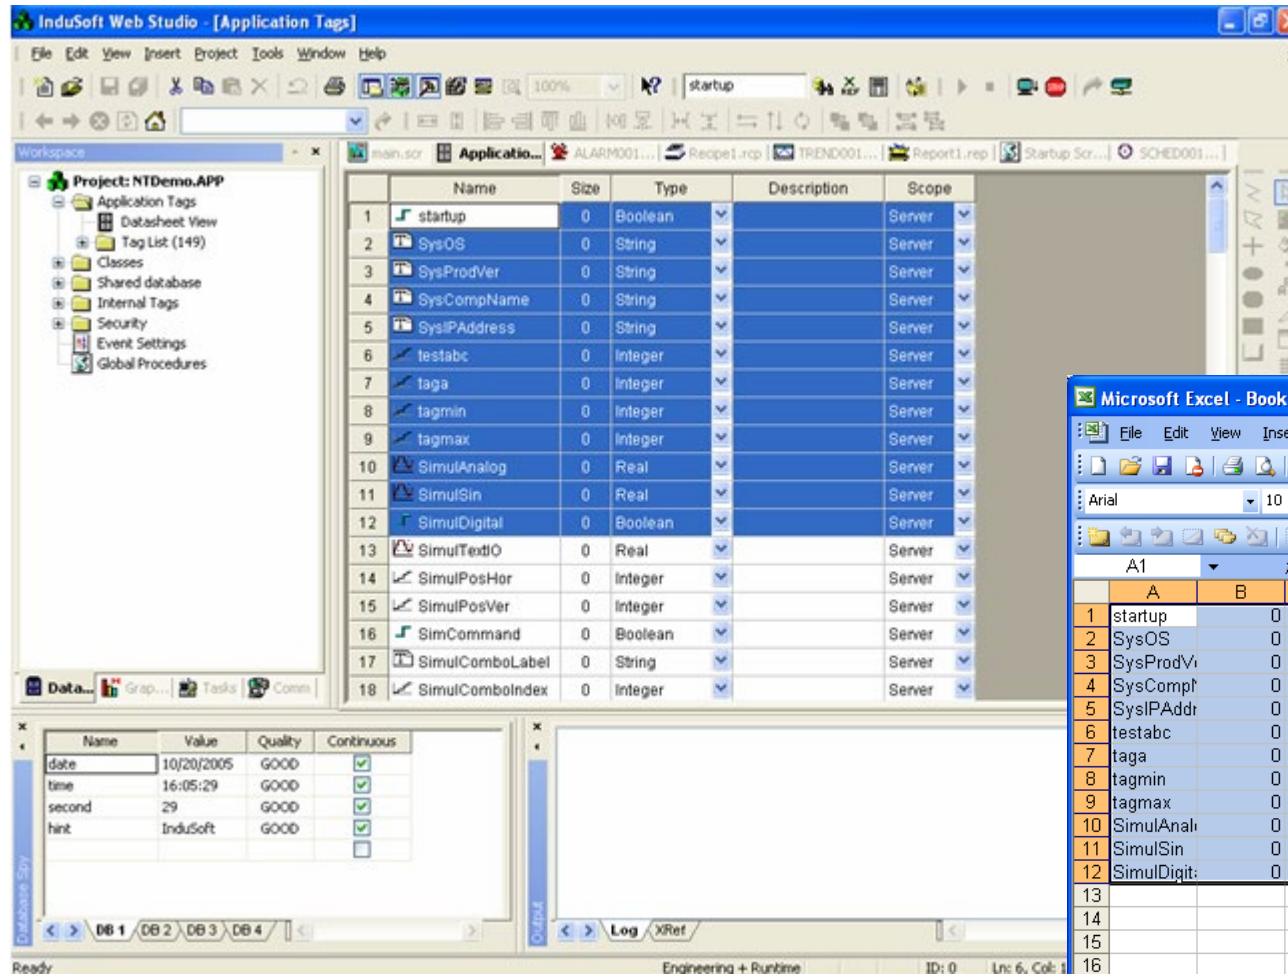 InduSoft Web Studio - [Application Tags]
File Edit View Insert Project Tools Window Help
100% startup
Workspace
main.scr Applicatio... ALARM001... Recipe1.rcp TREND001... Report1.rep Startup Scr... SCHED001...
Project: NTDemo.APP
Application Tags
Datasheet View
Tag List (149)
Classes
Shared database
Internal Tags
Security
Event Settings
Global Procedures
Data... Grap... Tasks Comm
Name Size Type Description Scope
1 startup 0 Boolean Server
2 SysOS 0 String Server
3 SysProdVer 0 String Server
4 SysCompName 0 String Server
5 SysIPAddress 0 String Server
6 testabc 0 Integer Server
7 taga 0 Integer Server
8 tagmin 0 Integer Server
9 tagmax 0 Integer Server
10 SimulAnalog 0 Real Server
11 SimulSin 0 Real Server
12 SimulDigital 0 Boolean Server
13 SimulTextIO 0 Real Server
14 SimulPosHor 0 Integer Server
15 SimulPosVer 0 Integer Server
16 SimCommand 0 Boolean Server
17 SimulComboLabel 0 String Server
18 SimulComboIndex 0 Integer Server
Microsoft Excel - Book
File Edit View Inse
Arial 10
A1
A B
1 startup 0
2 SysOS 0
3 SysProdV 0
4 SysComp 0
5 SysIPAddr 0
6 testabc 0
7 taga 0
8 tagmin 0
9 tagmax 0
10 SimulAnal 0
11 SimulSin 0
12 SimulDigit 0
13
14
15
16
Database Spy
Name Value Quality Continuous
date 10/20/2005 GOOD
time 16:05:29 GOOD
second 29 GOOD
hint InduSoft GOOD
DB 1 DB 2 DB 3 DB 4
Output
Log XRef
Ready Engineering + Runtime ID: 0 Ln: 6, Col: 1